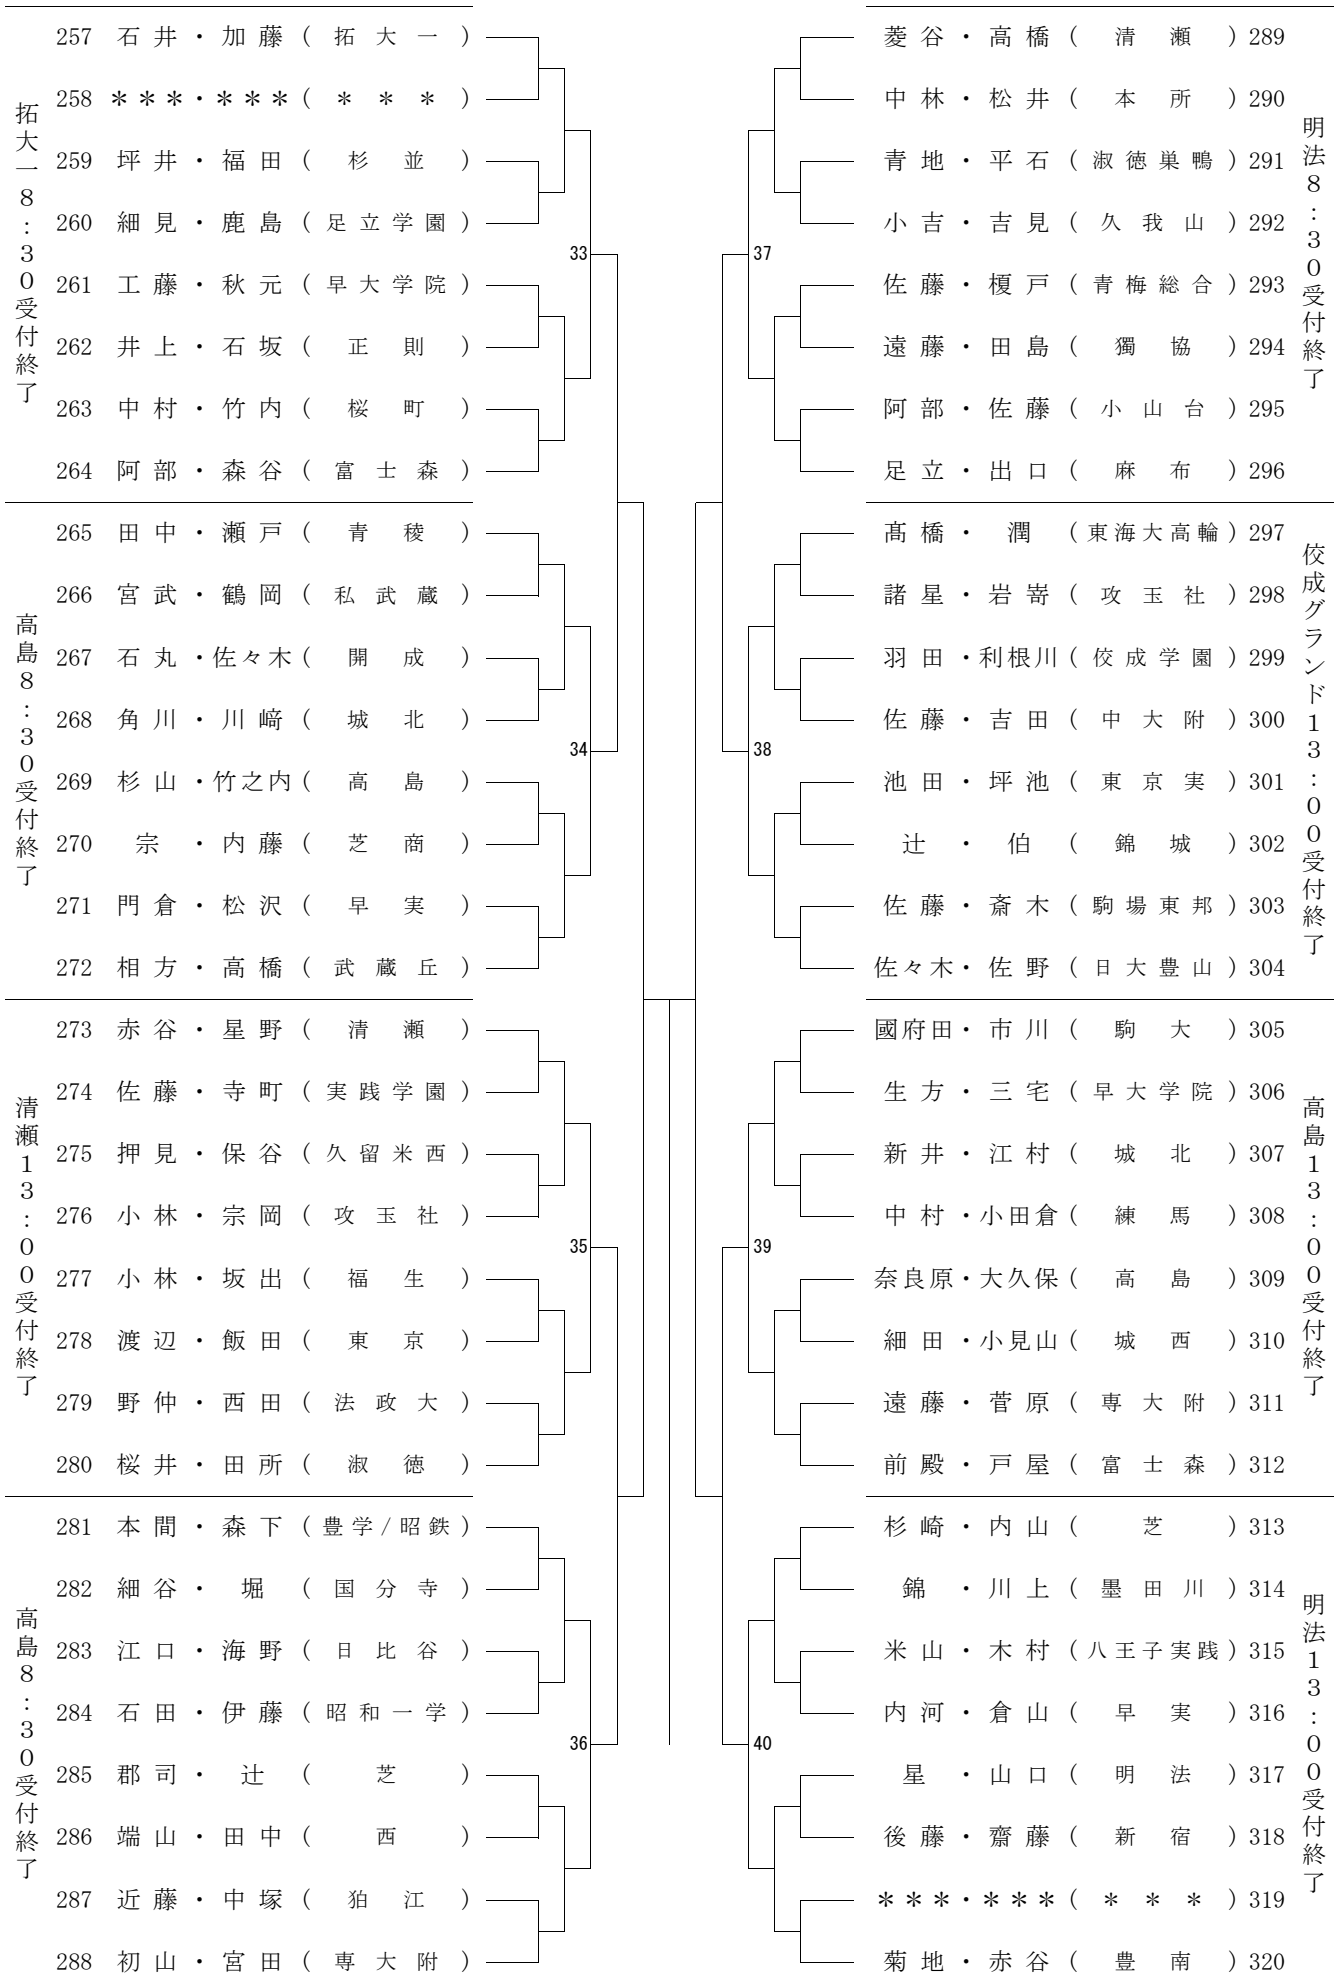 拓大一8:30受付終了
257 石井・加藤(拓大一)
258 ***・***(***)
259 坪井・福田(杉並)
260 細見・鹿島(足立学園)
261 工藤・秋元(早大学院)
262 井上・石坂(正則)
263 中村・竹内(桜町)
264 阿部・森谷(富士森)
33
高島8:30受付終了
265 田中・瀬戸(青稜)
266 宮武・鶴岡(私武蔵)
267 石丸・佐々木(開成)
268 角川・川﨑(城北)
269 杉山・竹之内(高島)
270 宗・内藤(芝商)
271 門倉・松沢(早実)
272 相方・高橋(武蔵丘)
34
清瀬13:00受付終了
273 赤谷・星野(清瀬)
274 佐藤・寺町(実践学園)
275 押見・保谷(久留米西)
276 小林・宗岡(攻玉社)
277 小林・坂出(福生)
278 渡辺・飯田(東京)
279 野仲・西田(法政大)
280 桜井・田所(淑徳)
35
高島8:30受付終了
281 本間・森下(豊学/昭鉄)
282 細谷・堀(国分寺)
283 江口・海野(日比谷)
284 石田・伊藤(昭和一学)
285 郡司・辻(芝)
286 端山・田中(西)
287 近藤・中塚(狛江)
288 初山・宮田(専大附)
36
明法8:30受付終了
菱谷・高橋(清瀬)289
中林・松井(本所)290
青地・平石(淑徳巣鴨)291
小吉・吉見(久我山)292
佐藤・榎戸(青梅総合)293
遠藤・田島(獨協)294
阿部・佐藤(小山台)295
足立・出口(麻布)296
37
佼成グランド13:00受付終了
髙橋・潤(東海大高輪)297
諸星・岩嵜(攻玉社)298
羽田・利根川(佼成学園)299
佐藤・吉田(中大附)300
池田・坪池(東京実)301
辻・伯(錦城)302
佐藤・斎木(駒場東邦)303
佐々木・佐野(日大豊山)304
38
高島13:00受付終了
國府田・市川(駒大)305
生方・三宅(早大学院)306
新井・江村(城北)307
中村・小田倉(練馬)308
奈良原・大久保(高島)309
細田・小見山(城西)310
遠藤・菅原(専大附)311
前殿・戸屋(富士森)312
39
明法13:00受付終了
杉崎・内山(芝)313
錦・川上(墨田川)314
米山・木村(八王子実践)315
内河・倉山(早実)316
星・山口(明法)317
後藤・齋藤(新宿)318
***・***(***)319
菊地・赤谷(豊南)320
40